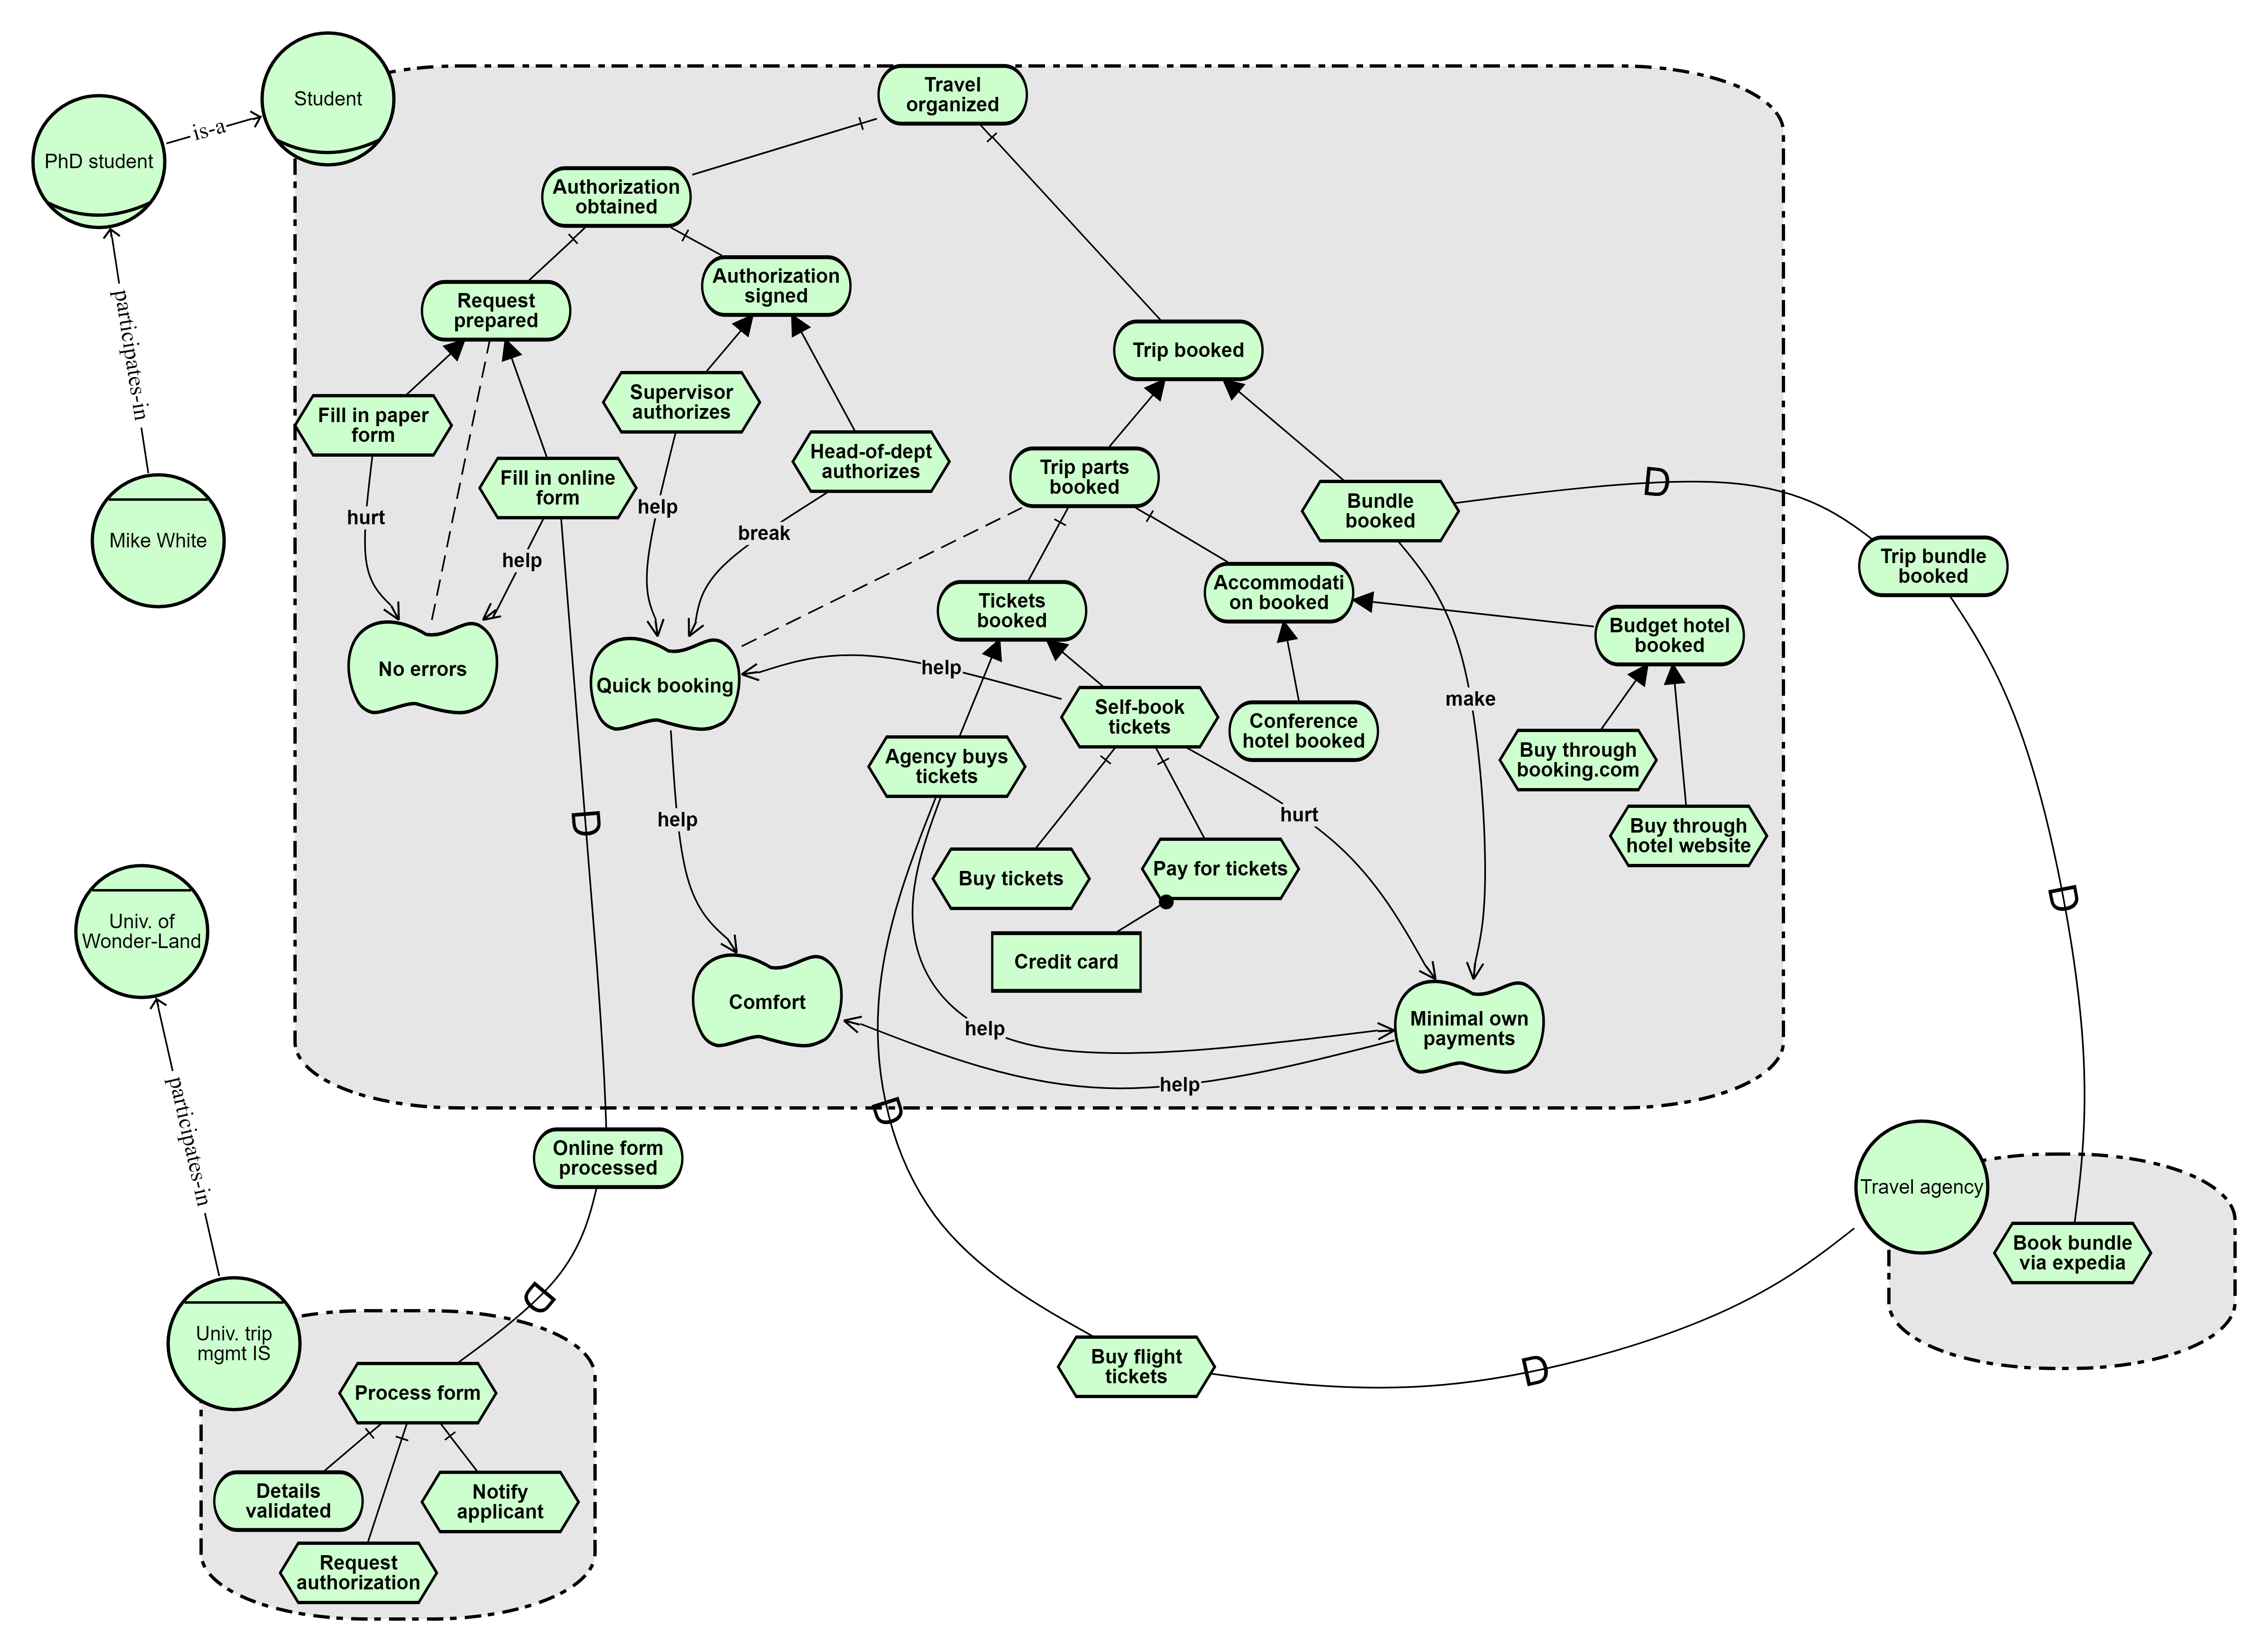 Travel
organized
Student
is-a
PhD student
Authorization
obtained
Authorization
signed
Request
prepared
participates-in
Trip booked
Supervisor
authorizes
Fill in paper
form
Head-of-dept
authorizes
Trip parts
booked
Fill in online
form
Bundle
booked
D
help
hurt
break
Mike White
help
Trip bundle
booked
Accommodati
on booked
Tickets
booked
Budget hotel
booked
No errors
help
Quick booking
make
Self-book
tickets
Conference
hotel booked
Agency buys
tickets
Buy through
booking.com
hurt
help
D
Buy through
hotel website
Pay for tickets
Buy tickets
D
Univ. of
Wonder-Land
Credit card
Comfort
Minimal own
payments
help
help
D
participates-in
Online form
processed
Travel agency
Book bundle
via expedia
D
Univ. trip
mgmt IS
Buy flight
tickets
D
Process form
Details
validated
Notify
applicant
Request
authorization